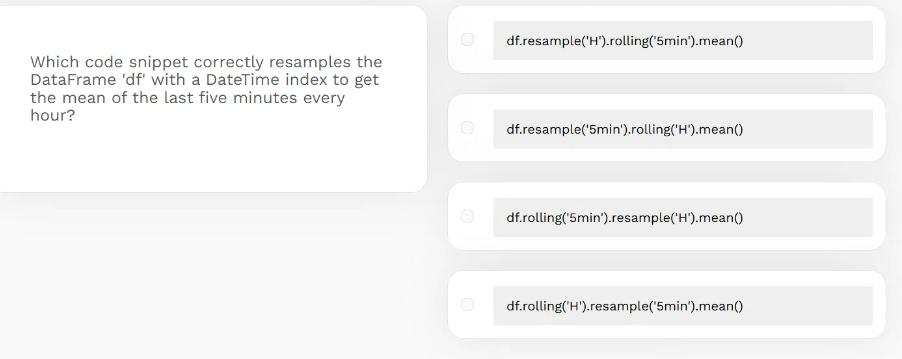 Which code snippet correctly resamples the
DataFrame 'df' with a DateTime index to get
the mean of the last five minutes every
hour?
df.resample('H').rolling('5min').mean()
df.resample('5min').rolling('H').mean()
df.rolling('5min').resample('H').mean()
df.rolling('H').resample('5min').mean()